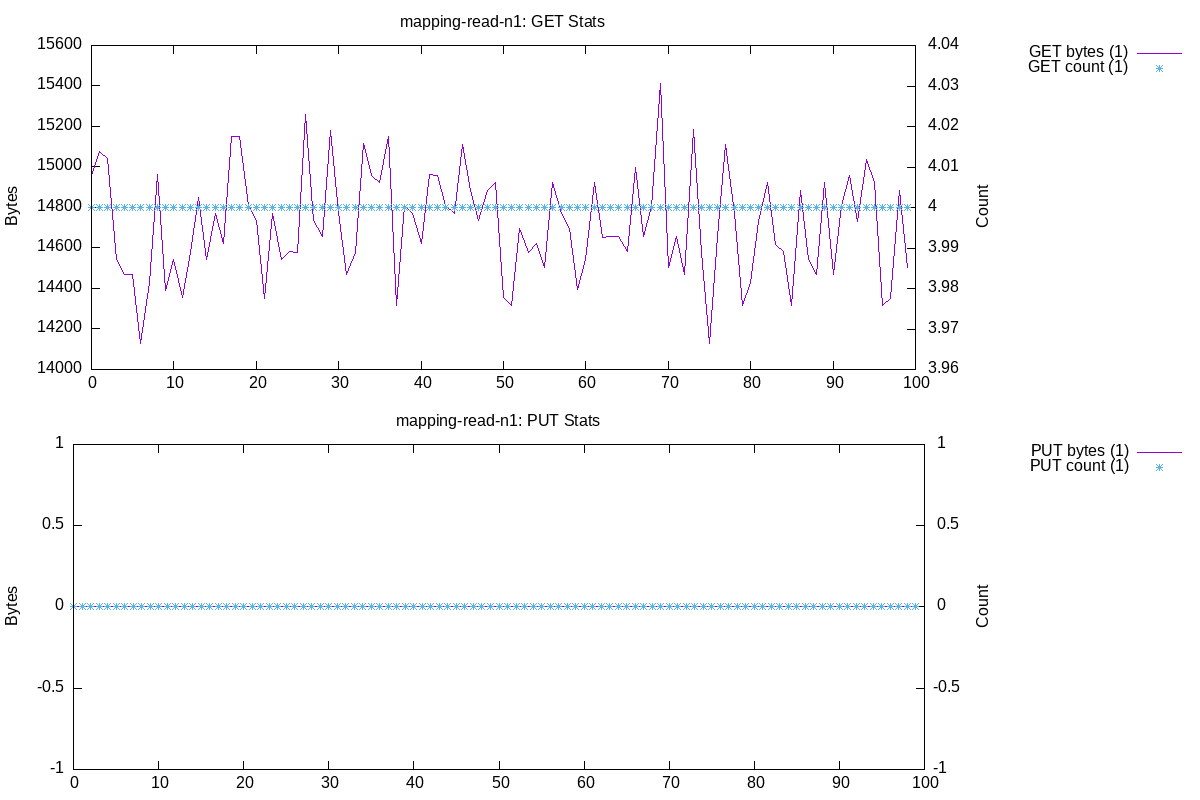 mapping-read-n1: GET Stats
15600
15400
15200
15000
14800
14600
14400
14200
14000
Bytes
4.04
4.03
4.02
4.01
4
3.99
3.98
3.97
3.96
Count
0 10 20 30 40 50 60 70 80 90 100
GET bytes (1)
GET count (1)
mapping-read-n1: PUT Stats
1
0.5
0
-0.5
-1
Bytes
1
0.5
0
-0.5
-1
Count
0 10 20 30 40 50 60 70 80 90 100
PUT bytes (1)
PUT count (1)